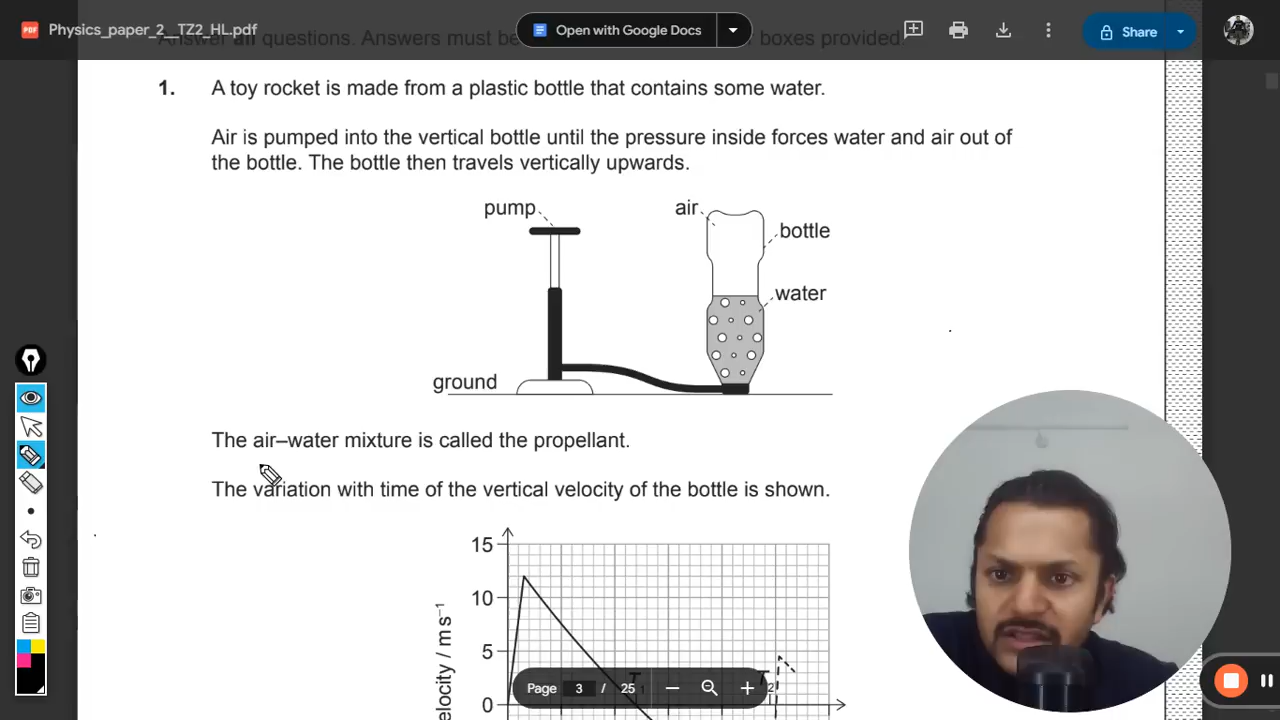 Physics_paper_2__TZ2_HL.pdf
Open with Google Docs
Share
Answer all questions. Answers must be
boxes provided.
1. A toy rocket is made from a plastic bottle that contains some water.
Air is pumped into the vertical bottle until the pressure inside forces water and air out of
the bottle. The bottle then travels vertically upwards.
pump
air
bottle
water
ground
The air–water mixture is called the propellant.
The variation with time of the vertical velocity of the bottle is shown.
15
10
5
0
velocity / m s⁻¹
Page 3 / 25